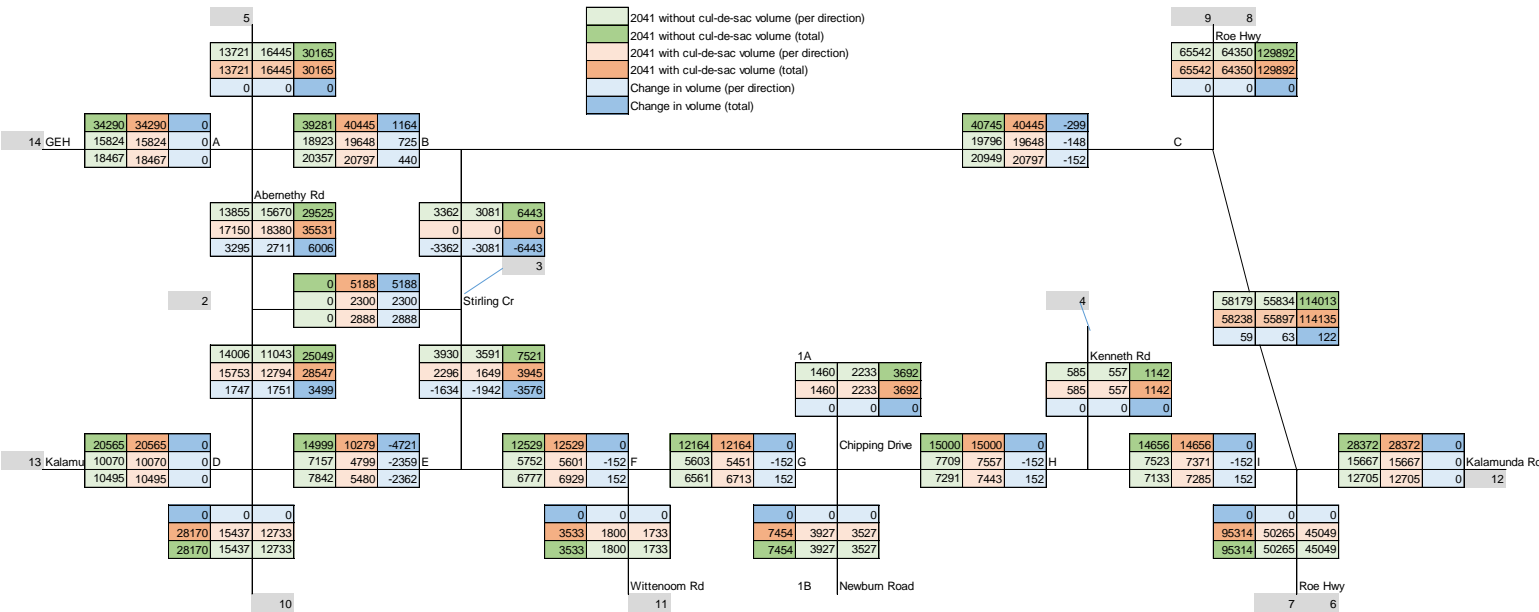 5
2041 without cul-de-sac volume (per direction)
9 8
2041 without cul-de-sac volume (total)
Roe Hwy
13721 16445 30165
2041 with cul-de-sac volume (per direction)
65542 64350 129892
13721 16445 30165
2041 with cul-de-sac volume (total)
65542 64350 129892
0 0 0
Change in volume (per direction)
0 0 0
Change in volume (total)
34290 34290 0
39281 40445 1164
40745 40445 -299
14 GEH 15824 15824 0 A
18923 19648 725 B
19796 19648 -148 C
18467 18467 0
20357 20797 440
20949 20797 -152
Abernethy Rd
13855 15670 29525
3362 3081 6443
17150 18380 35531
0 0 0
3295 2711 6006
-3362 -3081 -6443
3
0 5188 5188
2
0 2300 2300
Stirling Cr
4
58179 55834 114013
0 2888 2888
58238 55897 114135
59 63 122
14006 11043 25049
3930 3591 7521
1A
Kenneth Rd
15753 12794 28547
2296 1649 3945
1460 2233 3692
585 557 1142
1747 1751 3499
-1634 -1942 -3576
1460 2233 3692
585 557 1142
0 0 0
0 0 0
20565 20565 0
14999 10279 -4721
12529 12529 0
12164 12164 0
Chipping Drive
15000 15000 0
14656 14656 0
28372 28372 0
13 Kalamu 10070 10070 0 D
7157 4799 -2359 E
5752 5601 -152 F
5603 5451 -152 G
7709 7557 -152 H
7523 7371 -152 I
15667 15667 0 Kalamunda Rd
10495 10495 0
7842 5480 -2362
6777 6929 152
6561 6713 152
7291 7443 152
7133 7285 152
12705 12705 0
12
0 0 0
0 0 0
0 0 0
0 0 0
28170 15437 12733
3533 1800 1733
7454 3927 3527
95314 50265 45049
28170 15437 12733
3533 1800 1733
7454 3927 3527
95314 50265 45049
Wittenoom Rd
1B
Newburn Road
Roe Hwy
10
11
7 6